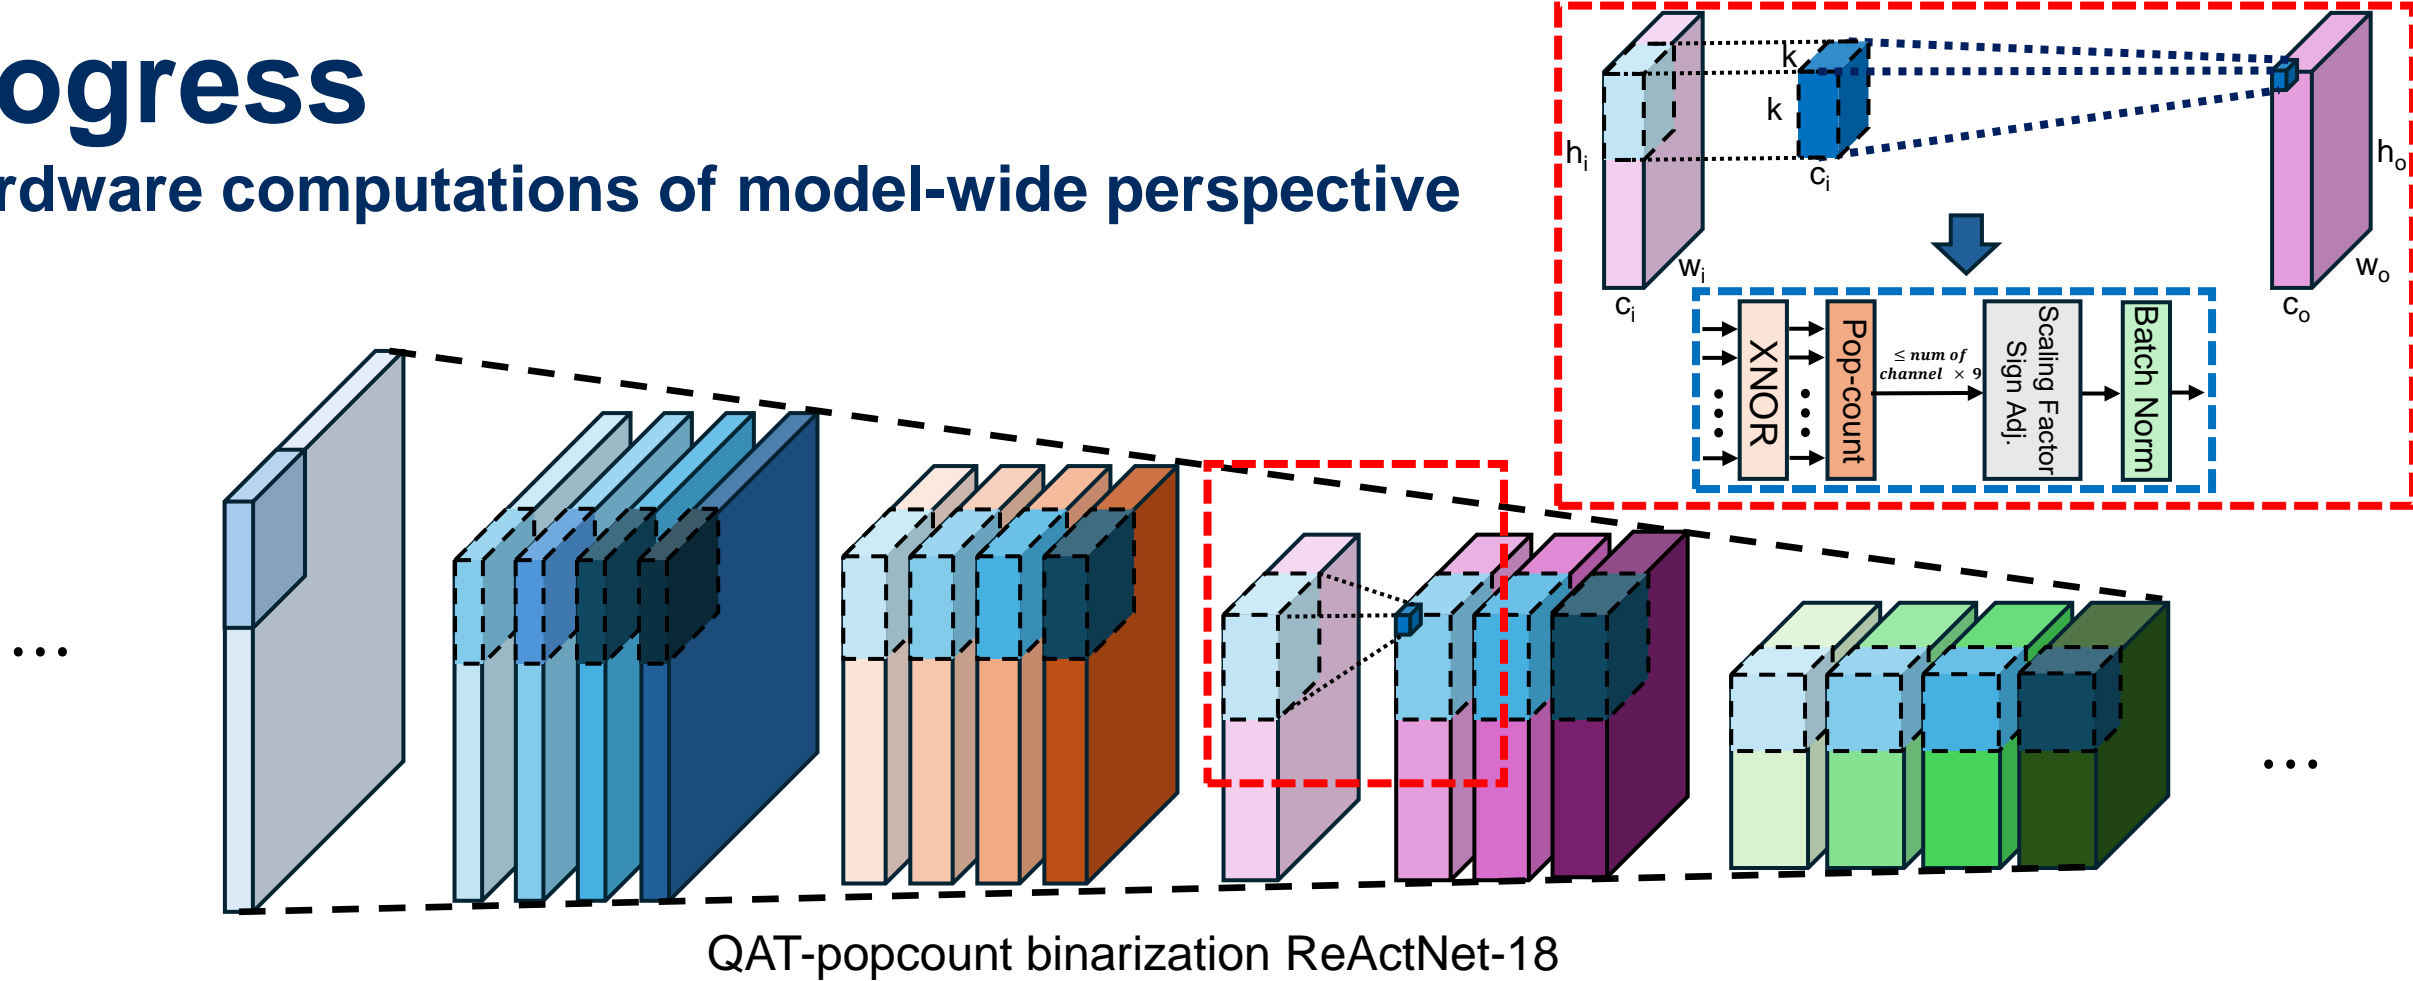 ogress
rdware computations of model-wide perspective
k
k
hᵢ
cᵢ
wᵢ
cᵢ
hₒ
wₒ
cₒ
XNOR
Pop-count
≤ num of
channel × 9
Scaling Factor
Sign Adj.
Batch Norm
...
...
QAT-popcount binarization ReActNet-18